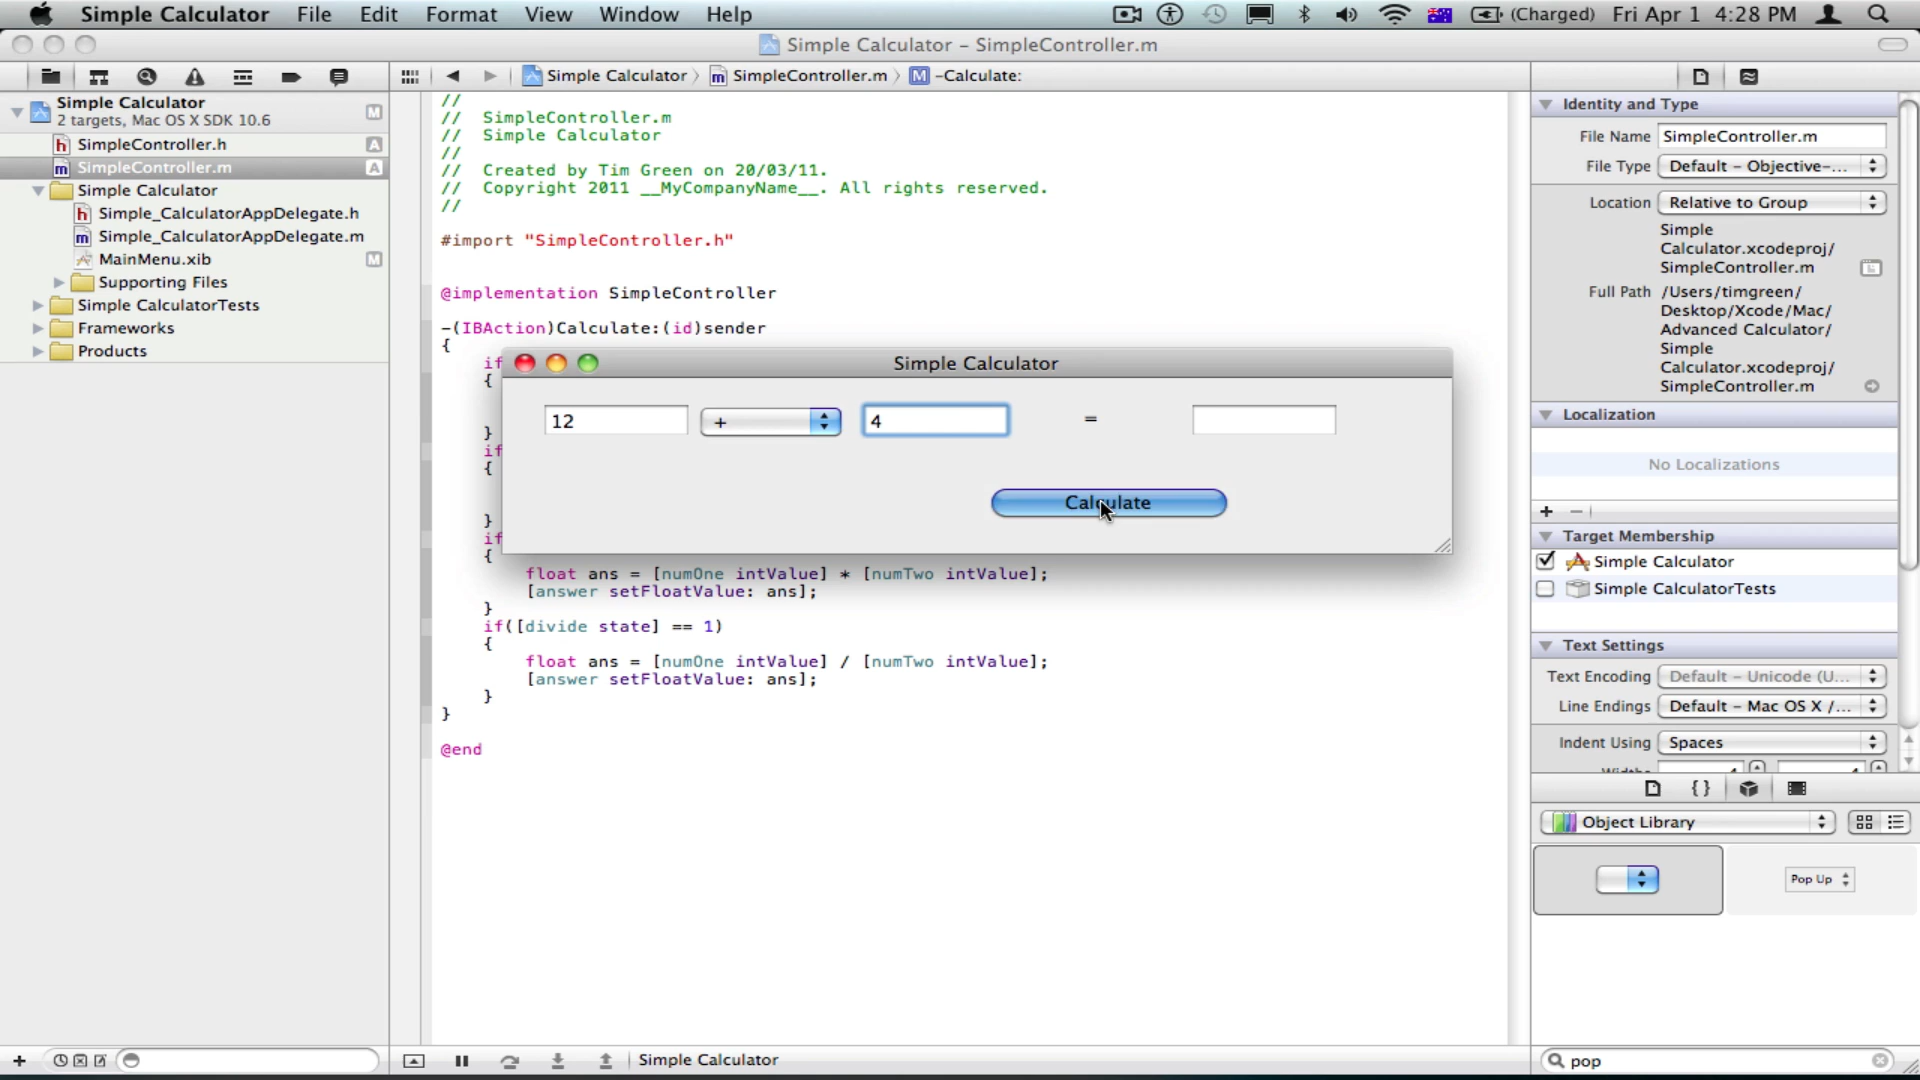 Simple Calculator File Edit Format View Window Help (Charged) Fri Apr 1 4:28 PM
Simple Calculator – SimpleController.m
Simple Calculator SimpleController.m M -Calculate:
Simple Calculator M
2 targets, Mac OS X SDK 10.6
h SimpleController.h A
m SimpleController.m A
Simple Calculator
h Simple_CalculatorAppDelegate.h
m Simple_CalculatorAppDelegate.m
MainMenu.xib M
Supporting Files
Simple CalculatorTests
Frameworks
Products
//
// SimpleController.m
// Simple Calculator
//
// Created by Tim Green on 20/03/11.
// Copyright 2011 __MyCompanyName__. All rights reserved.
//
#import "SimpleController.h"
@implementation SimpleController
-(IBAction)Calculate:(id)sender
{
if
{
}
if
{
}
if
{
float ans = [numOne intValue] * [numTwo intValue];
[answer setFloatValue: ans];
}
if([divide state] == 1)
{
float ans = [numOne intValue] / [numTwo intValue];
[answer setFloatValue: ans];
}
}
@end
Simple Calculator
12 + 4 =
Calculate
Identity and Type
File Name SimpleController.m
File Type Default – Objective-...
Location Relative to Group
Simple
Calculator.xcodeproj/
SimpleController.m
Full Path /Users/timgreen/
Desktop/Xcode/Mac/
Advanced Calculator/
Simple
Calculator.xcodeproj/
SimpleController.m
Localization
No Localizations
+ −
Target Membership
Simple Calculator
Simple CalculatorTests
Text Settings
Text Encoding Default – Unicode (U...
Line Endings Default – Mac OS X /...
Indent Using Spaces
{ }
Object Library
Pop Up
+ Simple Calculator pop